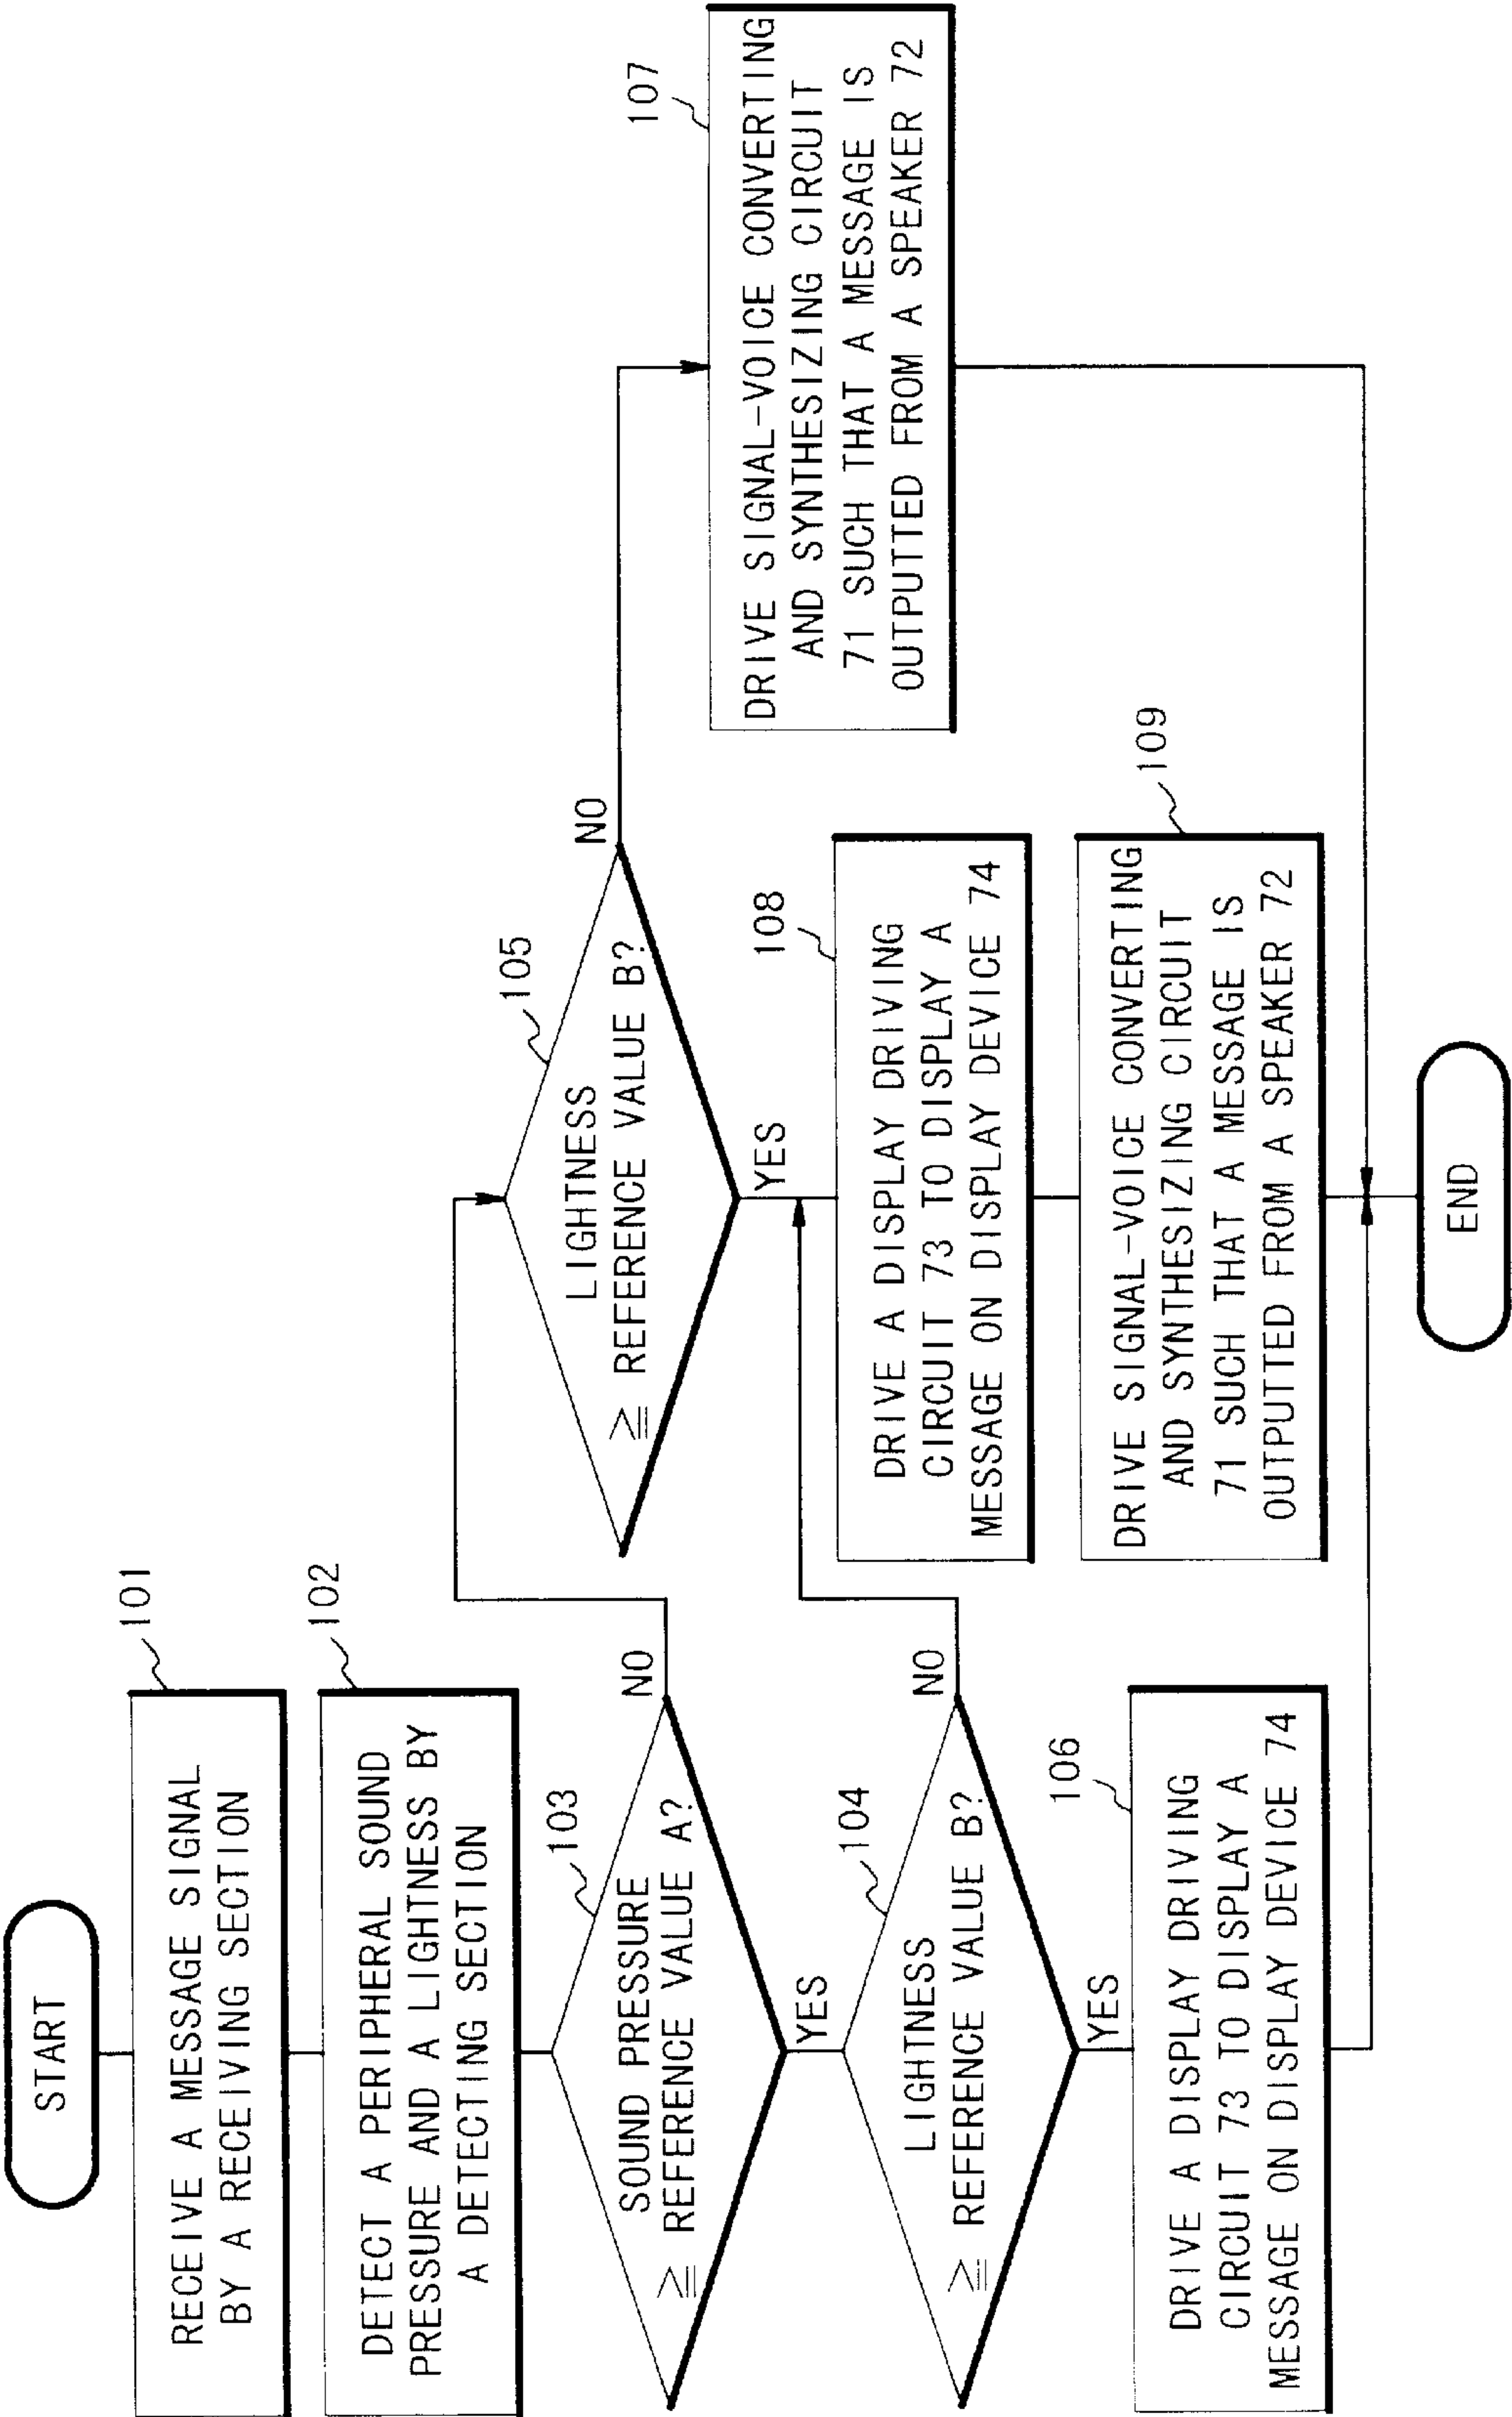 START
101
RECEIVE A MESSAGE SIGNAL
BY A RECEIVING SECTION
102
DETECT A PERIPHERAL SOUND
PRESSURE AND A LIGHTNESS BY
A DETECTING SECTION
103
SOUND PRESSURE
≧ REFERENCE VALUE A?
NO
YES
104
LIGHTNESS
≧ REFERENCE VALUE B?
NO
YES
106
DRIVE A DISPLAY DRIVING
CIRCUIT 73 TO DISPLAY A
MESSAGE ON DISPLAY DEVICE 74
105
LIGHTNESS
≧ REFERENCE VALUE B?
NO
YES
108
DRIVE A DISPLAY DRIVING
CIRCUIT 73 TO DISPLAY A
MESSAGE ON DISPLAY DEVICE 74
109
DRIVE SIGNAL-VOICE CONVERTING
AND SYNTHESIZING CIRCUIT
71 SUCH THAT A MESSAGE IS
OUTPUTTED FROM A SPEAKER 72
107
DRIVE SIGNAL-VOICE CONVERTING
AND SYNTHESIZING CIRCUIT
71 SUCH THAT A MESSAGE IS
OUTPUTTED FROM A SPEAKER 72
END